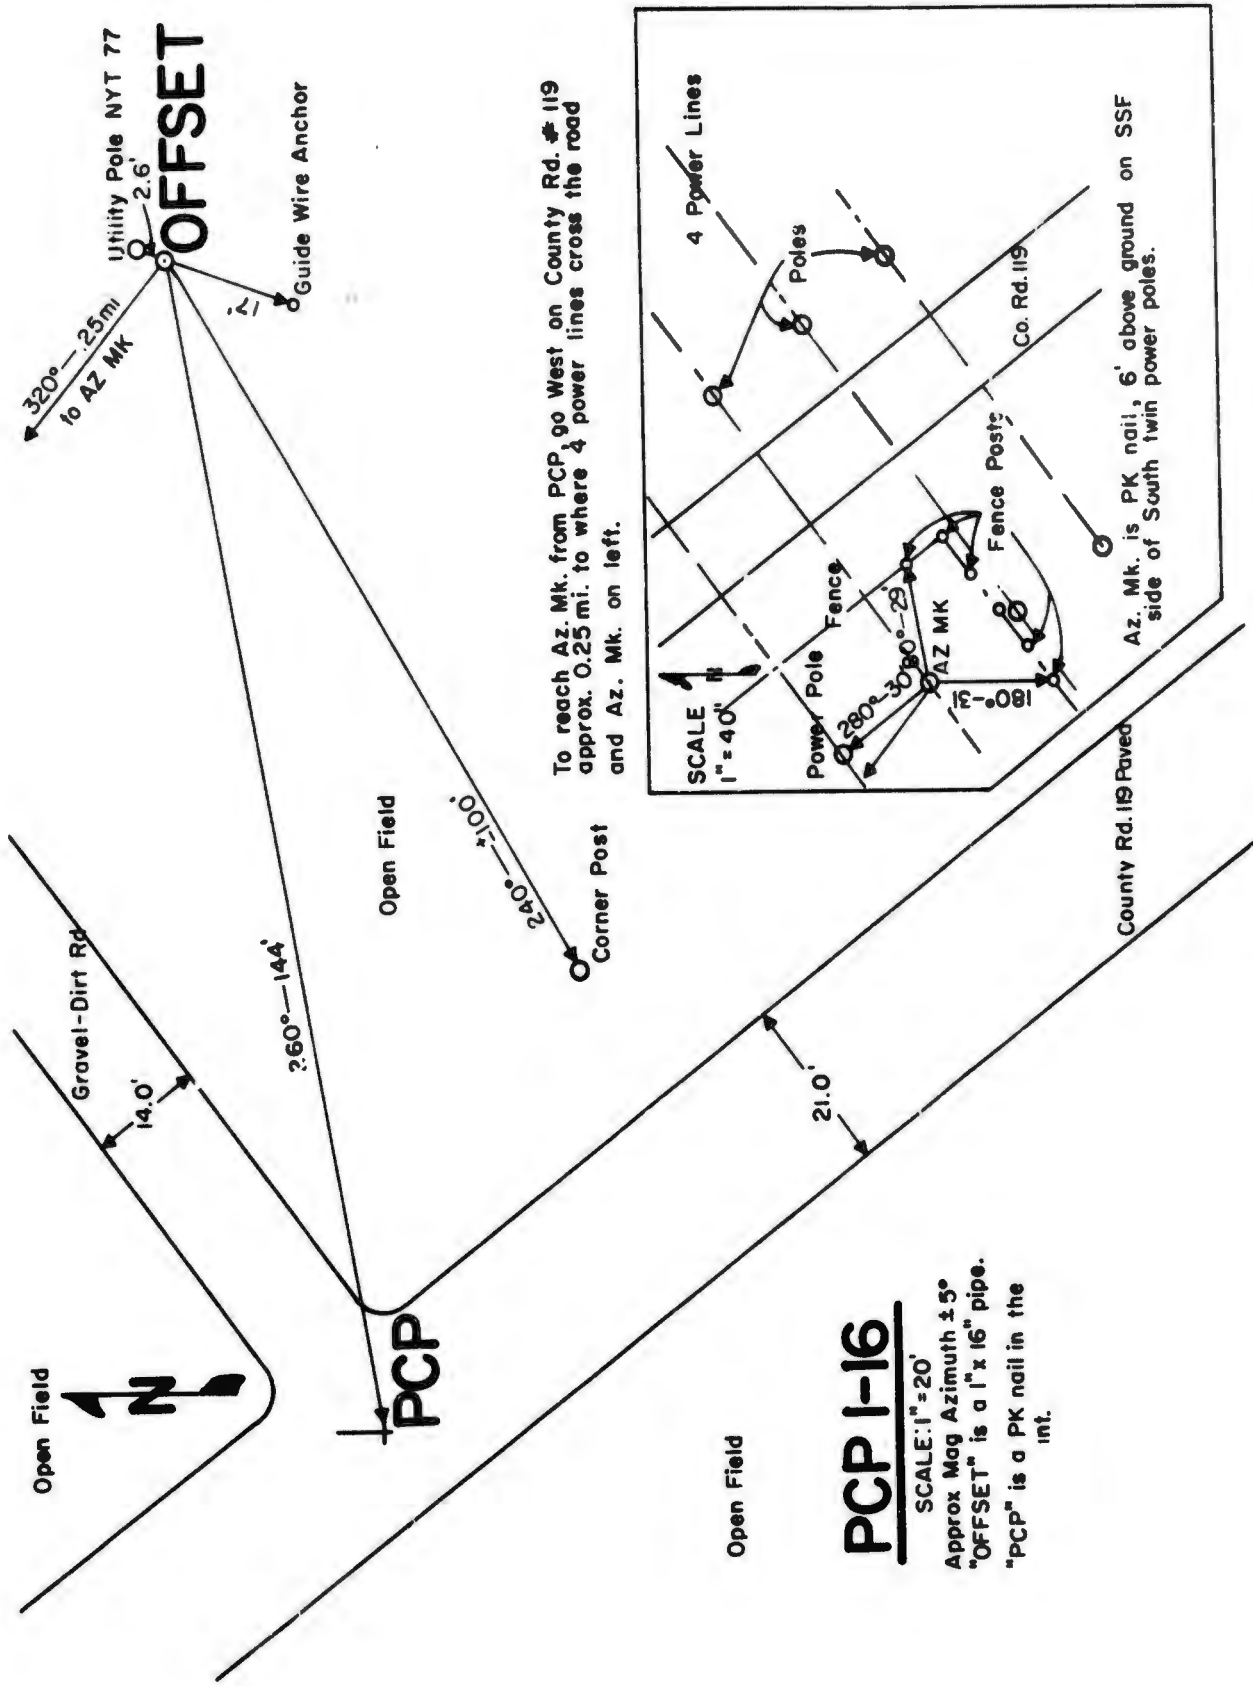 Open Field
N
Gravel-Dirt Rd
14.0'
PCP
260°—144'
Open Field
240°—±100'
Corner Post
320°—.25mi
to AZ MK
Utility Pole NYT 77
2.6'
OFFSET
17'
Guide Wire Anchor
To reach Az. Mk. from PCP, go West on County Rd. # 119
approx. 0.25 mi. to where 4 power lines cross the road
and Az. Mk. on left.
21.0'
County Rd. 119 Paved
Open Field
PCP 1-16
SCALE: 1"=20'
Approx Mag Azimuth ±5°
"OFFSET" is a 1" x 16" pipe.
"PCP" is a PK nail in the
int.
SCALE
1"=40"
N
Power Pole
Fence
280°—30'
80°—29'
AZ MK
180°-31
Fence Posts
Poles
4 Power Lines
Co. Rd. 119
Az. Mk. is PK nail, 6' above ground on SSF
side of South twin power poles.